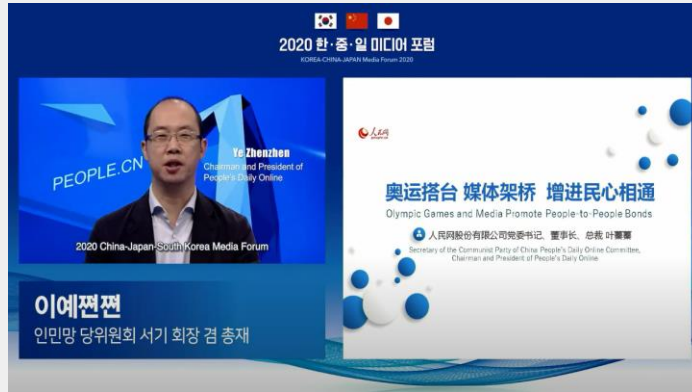 2020 한·중·일 미디어 포럼
KOREA-CHINA-JAPAN Media Forum 2020
PEOPLE.CN
Ye Zhenzhen
Chairman and President of
People's Daily Online
2020 China-Japan-South Korea Media Forum
이예쪈쪈
인민망 당위원회 서기 회장 겸 총재
人民网
奥运搭台 媒体架桥 增进民心相通
Olympic Games and Media Promote People-to-People Bonds
人民网股份有限公司党委书记、董事长、总裁 叶蓁蓁
Secretary of the Communist Party of China People's Daily Online Committee,
Chairman and President of People's Daily Online